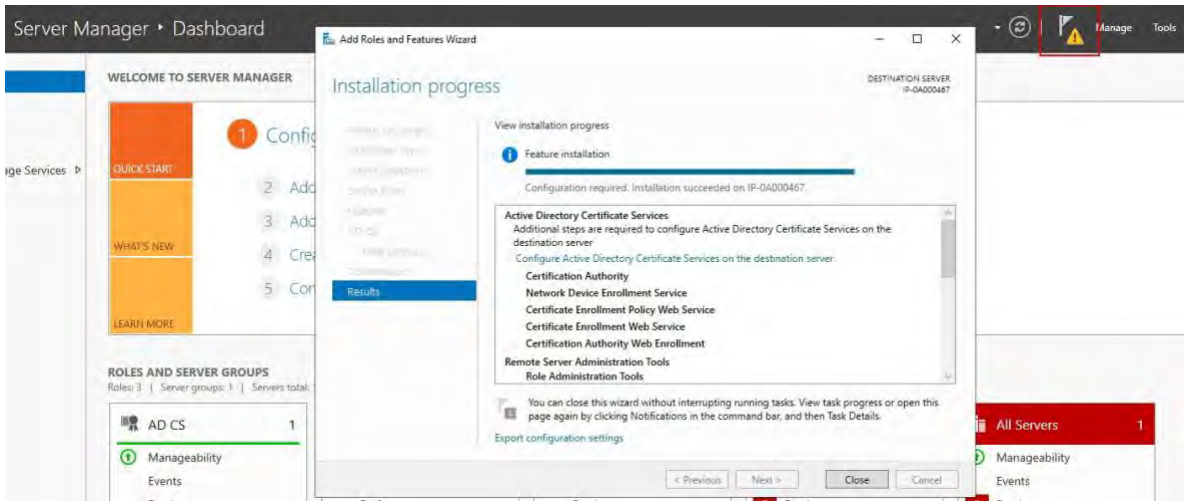 Server Manager • Dashboard
Manage Tools
age Services
WELCOME TO SERVER MANAGER
QUICK START
WHAT'S NEW
LEARN MORE
1 Config
2 Add
3 Add
4 Crea
5 Con
ROLES AND SERVER GROUPS
Roles: 3 | Server groups: 1 | Servers total:
AD CS 1
Manageability
Events
Add Roles and Features Wizard
Installation progress
DESTINATION SERVER
IP-0A000467
Results
View installation progress
Feature installation
Configuration required. Installation succeeded on IP-0A000467.
Active Directory Certificate Services
Additional steps are required to configure Active Directory Certificate Services on the
destination server
Configure Active Directory Certificate Services on the destination server
Certification Authority
Network Device Enrollment Service
Certificate Enrollment Policy Web Service
Certificate Enrollment Web Service
Certification Authority Web Enrollment
Remote Server Administration Tools
Role Administration Tools
You can close this wizard without interrupting running tasks. View task progress or open this
page again by clicking Notifications in the command bar, and then Task Details.
Export configuration settings
< Previous Next > Close Cancel
All Servers 1
Manageability
Events